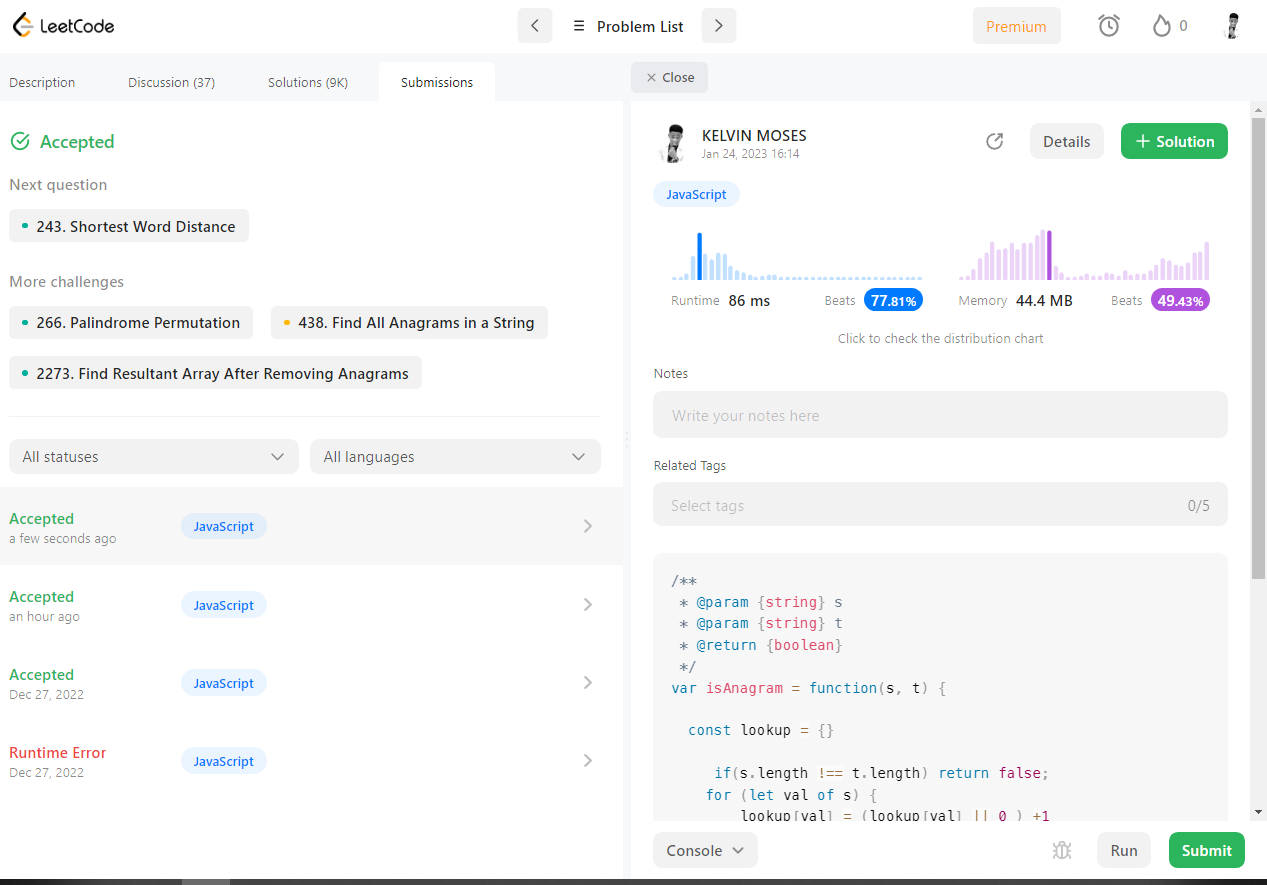 LeetCode
Problem List
Premium
0
Description
Discussion (37)
Solutions (9K)
Submissions
Close
Accepted
Next question
243. Shortest Word Distance
More challenges
266. Palindrome Permutation
438. Find All Anagrams in a String
2273. Find Resultant Array After Removing Anagrams
All statuses
All languages
Accepted
JavaScript
a few seconds ago
Accepted
JavaScript
an hour ago
Accepted
JavaScript
Dec 27, 2022
Runtime Error
JavaScript
Dec 27, 2022
KELVIN MOSES
Jan 24, 2023 16:14
Details
+ Solution
JavaScript
Runtime 86 ms
Beats 77.81%
Memory 44.4 MB
Beats 49.43%
Click to check the distribution chart
Notes
Write your notes here
Related Tags
Select tags
0/5
/**
* @param {string} s
* @param {string} t
* @return {boolean}
*/
var isAnagram = function(s, t) {
const lookup = {}
if(s.length !== t.length) return false;
for (let val of s) {
lookup[val] = (lookup[val] || 0 ) +1
Console
Run
Submit